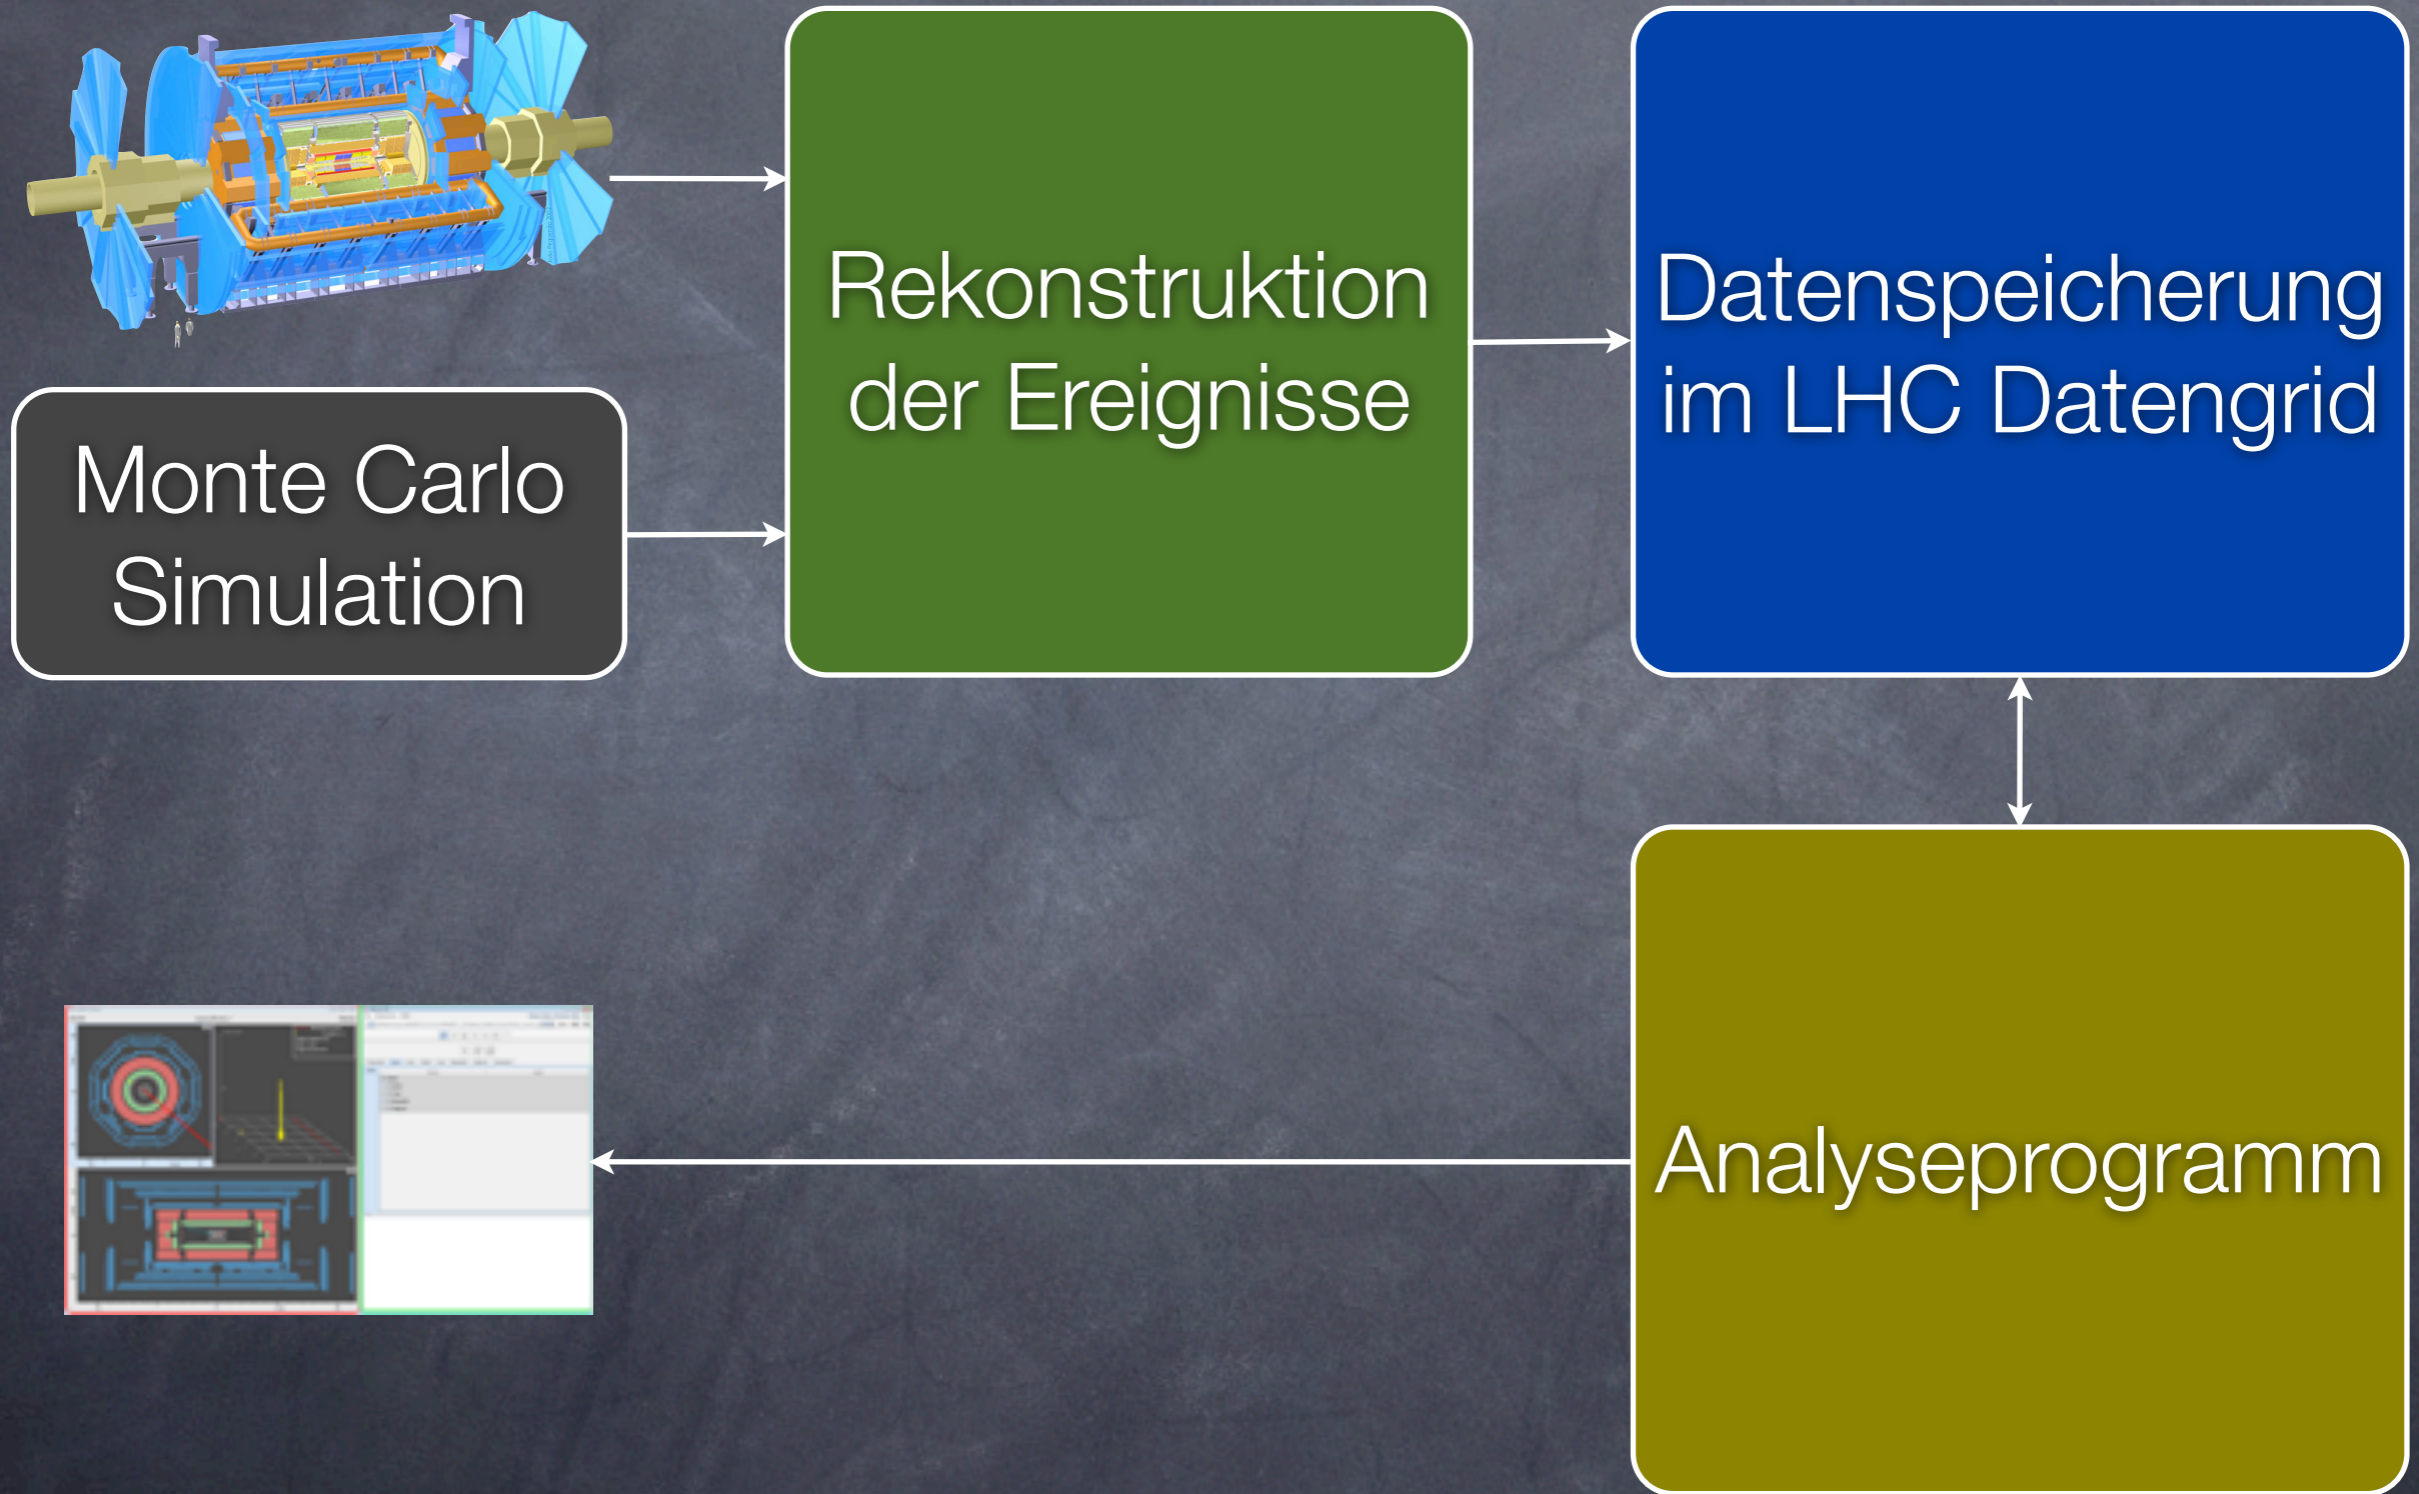 Rekonstruktion
der Ereignisse
Datenspeicherung
im LHC Datengrid
Monte Carlo
Simulation
Analyseprogramm